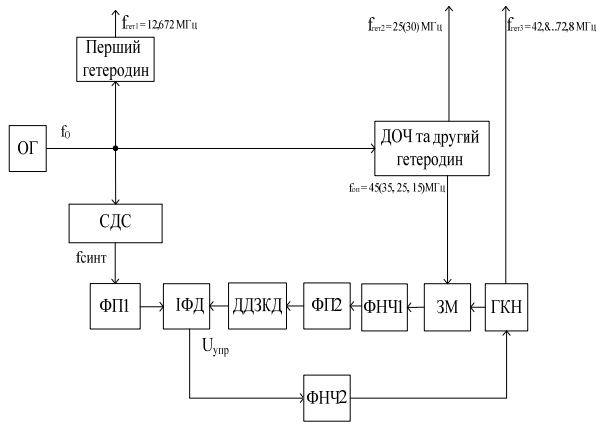 fгет1=12,672 МГц
fгет2=25(30) МГц
fгет3=42,8..72,8 МГц
Перший
гетеродин
ОГ
fO
ДОЧ та другий
гетеродин
fоп=45(35, 25, 15)МГц
СДС
fсинт
ФП1
ІФД
ДДЗКД
ФП2
ФНЧ1
ЗМ
ГКН
Uупр
ФНЧ2